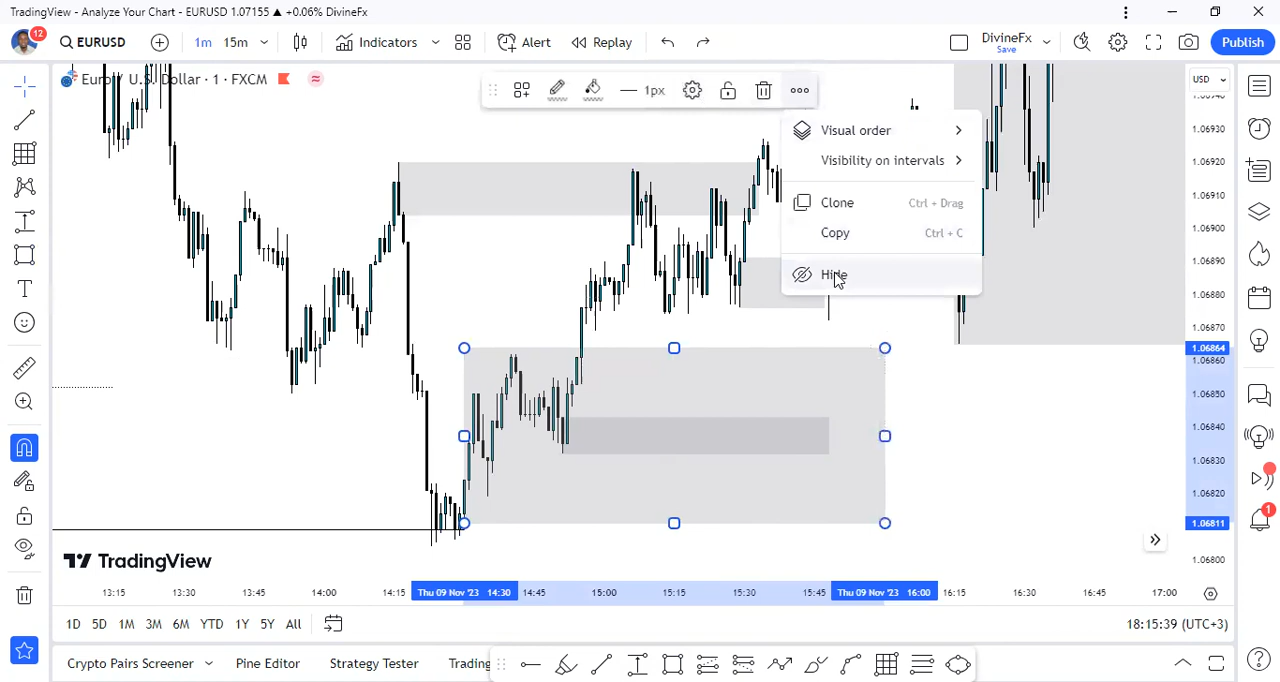 TradingView - Analyze Your Chart - EURUSD 1.07155 ▲ +0.06% DivineFx
12 EURUSD 1m 15m Indicators Alert Replay DivineFx Save Publish
Euro / U.S. Dollar · 1 · FXCM
1px
USD
Visual order
Visibility on intervals
Clone Ctrl + Drag
Copy Ctrl + C
Hide
1.06940
1.06930
1.06920
1.06910
1.06900
1.06890
1.06880
1.06870
1.06864
1.06860
1.06850
1.06840
1.06830
1.06820
1.06811
1.06800
1
TradingView
13:15 13:30 13:45 14:00 14:15 Thu 09 Nov '23 14:30 14:45 15:00 15:15 15:30 15:45 Thu 09 Nov '23 16:00 16:15 16:30 16:45 17:00
1D 5D 1M 3M 6M YTD 1Y 5Y All 18:15:39 (UTC+3)
Crypto Pairs Screener Pine Editor Strategy Tester Trading